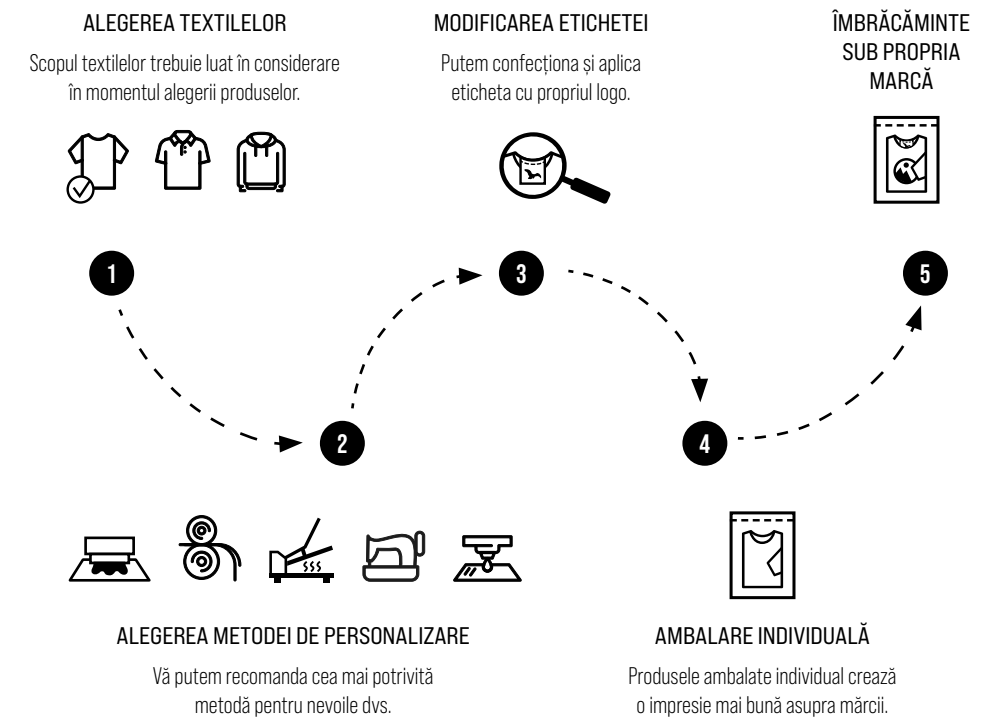 ALEGEREA TEXTILELOR
Scopul textilelor trebuie luat în considerare
în momentul alegerii produselor.
MODIFICAREA ETICHETEI
Putem confecționa și aplica
eticheta cu propriul logo.
ÎMBRĂCĂMINTE
SUB PROPRIA
MARCĂ
1
3
5
2
4
ALEGEREA METODEI DE PERSONALIZARE
Vă putem recomanda cea mai potrivită
metodă pentru nevoile dvs.
AMBALARE INDIVIDUALĂ
Produsele ambalate individual crează
o impresie mai bună asupra mărcii.